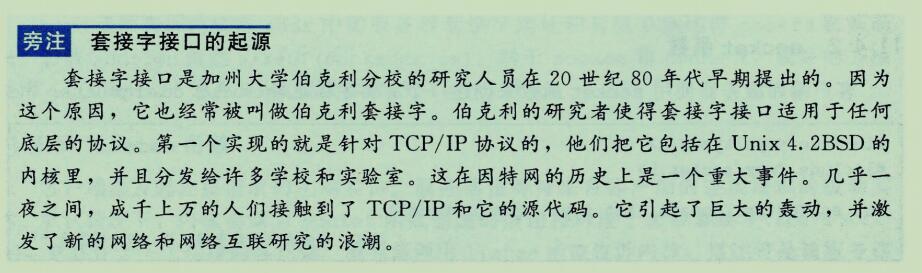 旁注 套接字接口的起源
套接字接口是加州大学伯克利分校的研究人员在 20 世纪 80 年代早期提出的。因为
这个原因，它也经常被叫做伯克利套接字。伯克利的研究者使得套接字接口适用于任何
底层的协议。第一个实现的就是针对 TCP/IP 协议的，他们把它包括在 Unix 4.2BSD 的
内核里，并且分发给许多学校和实验室。这在因特网的历史上是一个重大事件。几乎一
夜之间，成千上万的人们接触到了 TCP/IP 和它的源代码。它引起了巨大的轰动，并激
发了新的网络和网络互联研究的浪潮。